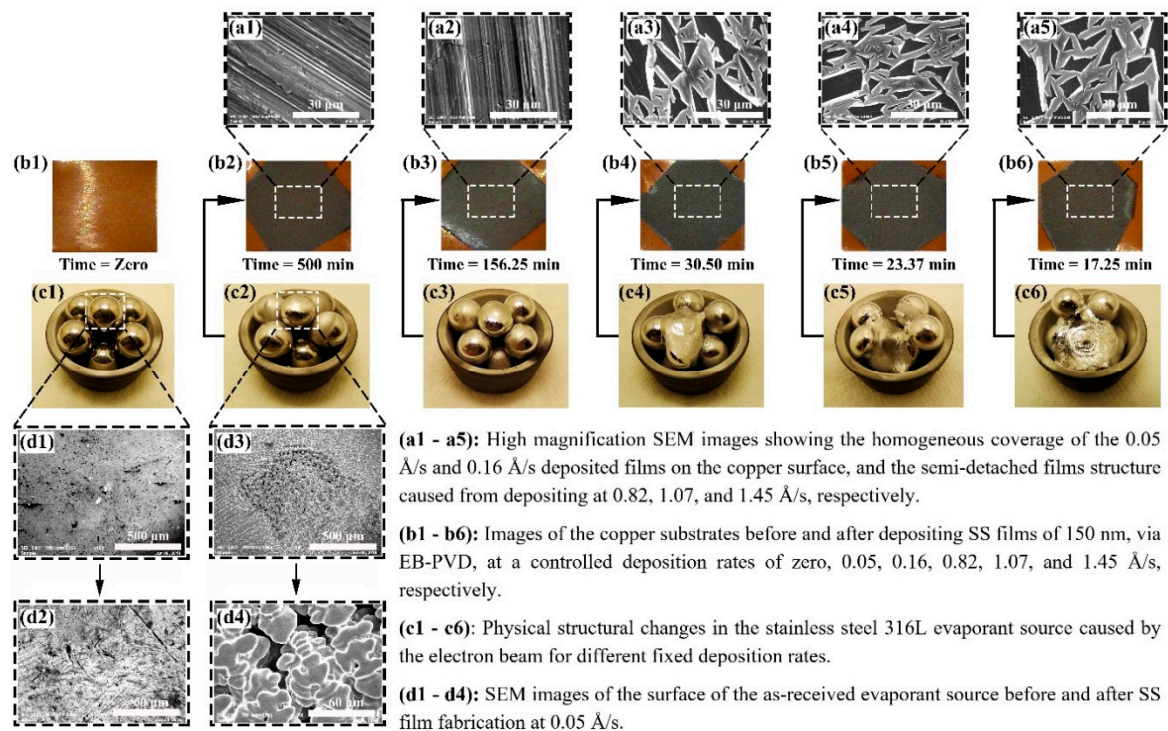 (a1)
(a2)
(a3)
(a4)
(a5)
30 µm
30 µm
30 µm
30 µm
30 µm
(b1)
(b2)
(b3)
(b4)
(b5)
(b6)
Time = Zero
Time = 500 min
Time = 156.25 min
Time = 30.50 min
Time = 23.37 min
Time = 17.25 min
(c1)
(c2)
(c3)
(c4)
(c5)
(c6)
(d1)
(d3)
500 µm
500 µm
(d2)
(d4)
60 µm
(a1 - a5): High magnification SEM images showing the homogeneous coverage of the 0.05
Å/s and 0.16 Å/s deposited films on the copper surface, and the semi-detached films structure
caused from depositing at 0.82, 1.07, and 1.45 Å/s, respectively.
(b1 - b6): Images of the copper substrates before and after depositing SS films of 150 nm, via
EB-PVD, at a controlled deposition rates of zero, 0.05, 0.16, 0.82, 1.07, and 1.45 Å/s,
respectively.
(c1 - c6): Physical structural changes in the stainless steel 316L evaporant source caused by
the electron beam for different fixed deposition rates.
(d1 - d4): SEM images of the surface of the as-received evaporant source before and after SS
film fabrication at 0.05 Å/s.